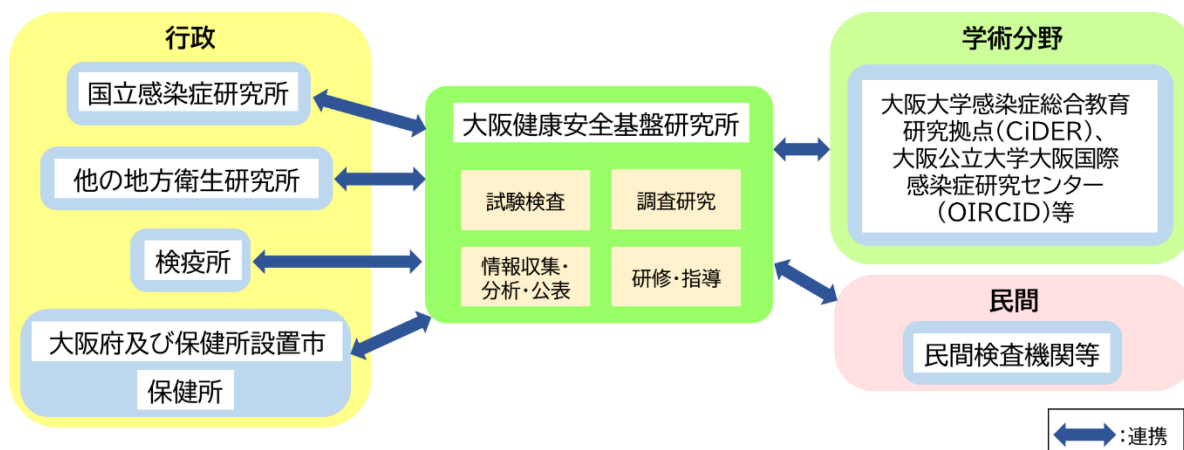 行政
国立感染症研究所
他の地方衛生研究所
検疫所
大阪府及び保健所設置市
保健所
大阪健康安全基盤研究所
試験検査
調査研究
情報収集・
分析・公表
研修・指導
学術分野
大阪大学感染症総合教育
研究拠点(CiDER)、
大阪公立大学大阪国際
感染症研究センター
(OIRCID)等
民間
民間検査機関等
:連携